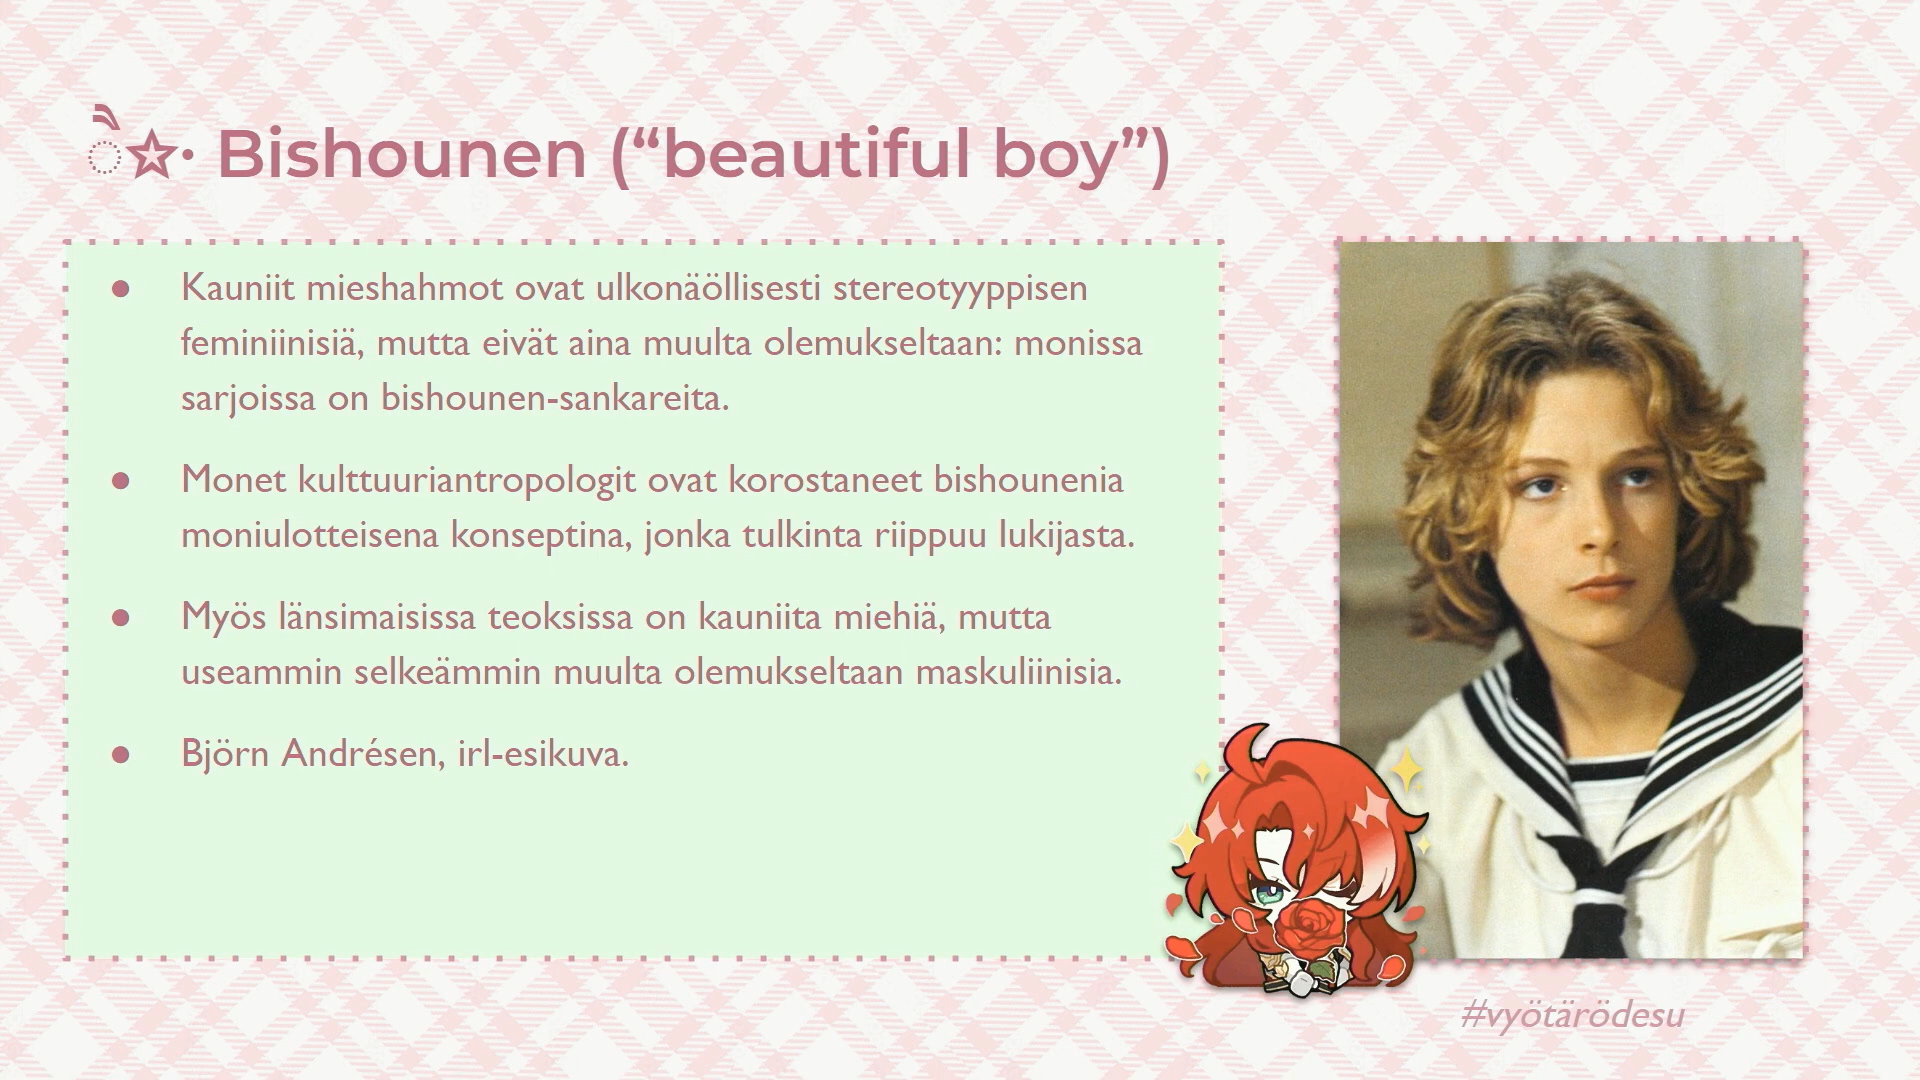 ☆· Bishounen (“beautiful boy”)
● Kauniit mieshahmot ovat ulkonäöllisesti stereotyyppisen
feminiinisiä, mutta eivät aina muulta olemukseltaan: monissa
sarjoissa on bishounen-sankareita.
● Monet kulttuuriantropologit ovat korostaneet bishounenia
moniulotteisena konseptina, jonka tulkinta riippuu lukijasta.
● Myös länsimaisissa teoksissa on kauniita miehiä, mutta
useammin selkeämmin muulta olemukseltaan maskuliinisia.
● Björn Andrésen, irl-esikuva.
#vyötärödesu